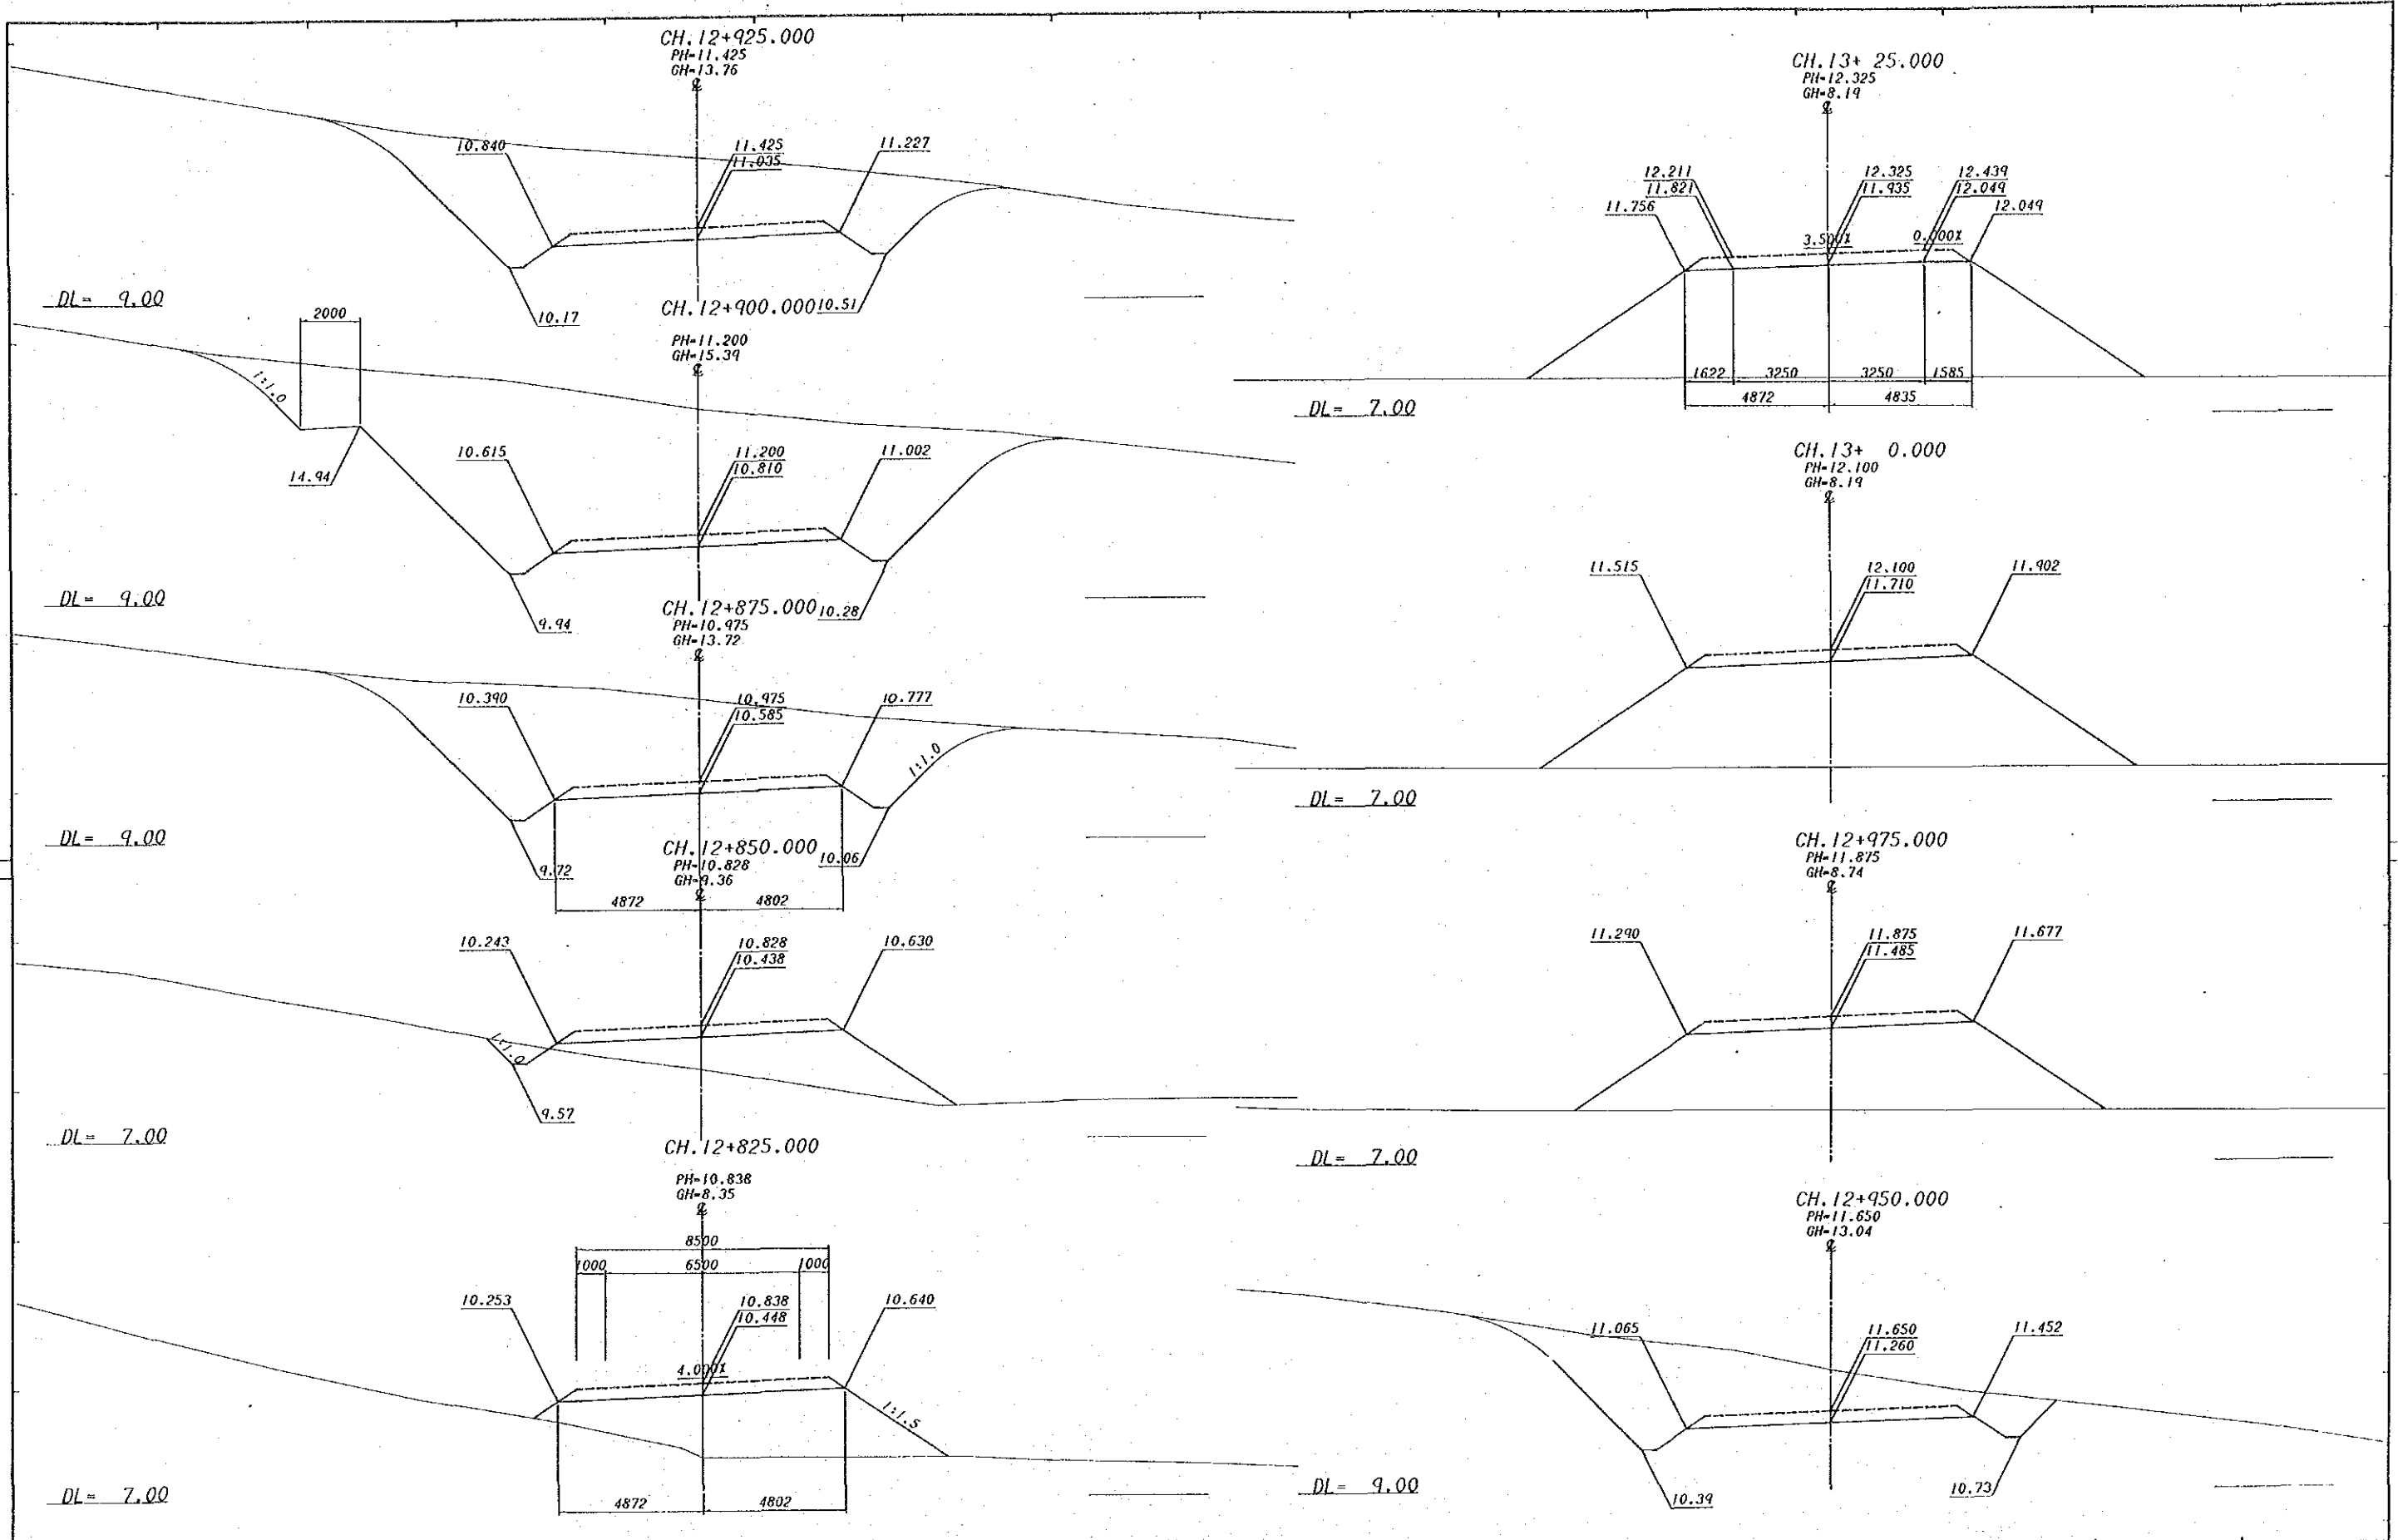 CH.12+925.000
PH=11.425
GH=13.76
10.840
11.425
11.035
11.227
DL= 9.00
10.17
10.51
CH.12+900.000
PH=11.200
GH=15.39
2000
1:1.0
14.94
10.615
11.200
10.810
11.002
DL= 9.00
9.94
10.28
CH.12+875.000
PH=10.975
GH=13.72
10.390
10.975
10.585
10.777
1:1.0
DL= 9.00
9.72
10.06
4872
4802
CH.12+850.000
PH=10.828
GH=9.36
10.243
10.828
10.438
10.630
1:1.0
9.57
DL= 7.00
CH.12+825.000
PH=10.838
GH=8.35
8500
1000
6500
1000
10.253
10.838
10.448
10.640
4.000%
1:1.5
DL= 7.00
4872
4802
CH.13+ 25.000
PH=12.325
GH=8.19
12.211
11.821
11.756
12.325
11.935
12.439
12.049
12.049
3.500%
0.000%
1622
3250
3250
1585
4872
4835
DL= 7.00
CH.13+ 0.000
PH=12.100
GH=8.19
11.515
12.100
11.710
11.902
DL= 7.00
CH.12+975.000
PH=11.875
GH=8.74
11.290
11.875
11.485
11.677
DL= 7.00
CH.12+950.000
PH=11.650
GH=13.04
11.065
11.650
11.260
11.452
DL= 9.00
10.39
10.73